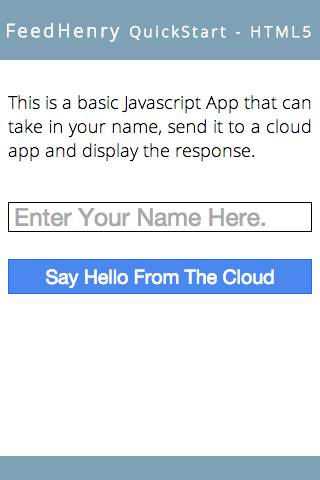 FeedHenry QuickStart - HTML5
This is a basic Javascript App that can
take in your name, send it to a cloud
app and display the response.
Enter Your Name Here.
Say Hello From The Cloud